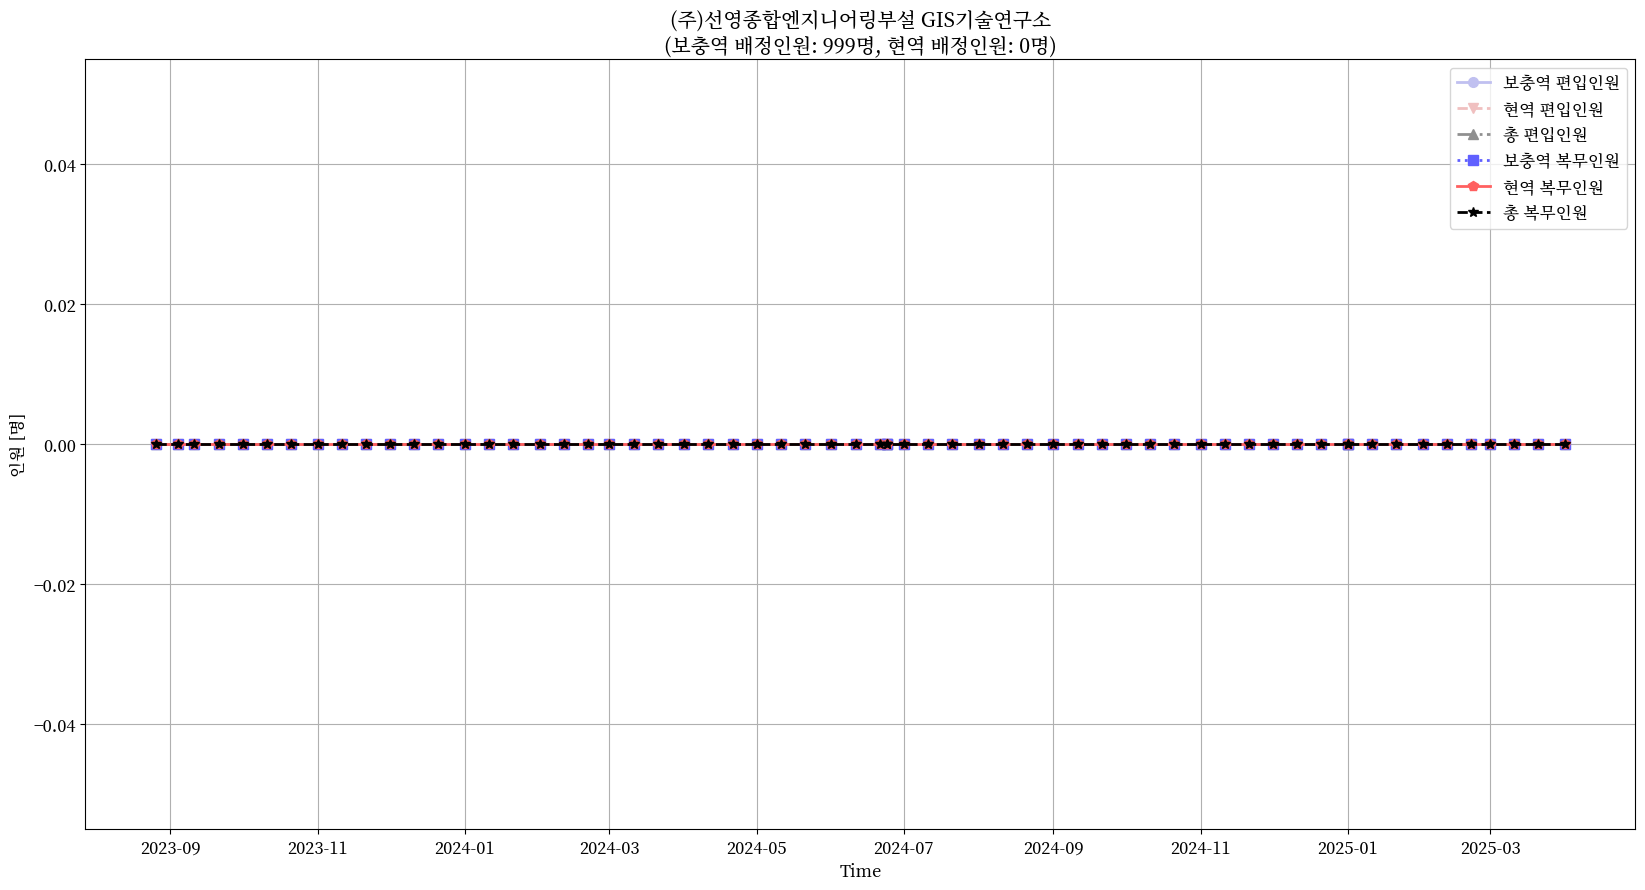 (주)선영종합엔지니어링부설 GIS기술연구소
(보충역 배정인원: 999명, 현역 배정인원: 0명)
보충역 편입인원
현역 편입인원
총 편입인원
보충역 복무인원
현역 복무인원
총 복무인원
인원 [명]
0.04
0.02
0.00
−0.02
−0.04
2023-09 2023-11 2024-01 2024-03 2024-05 2024-07 2024-09 2024-11 2025-01 2025-03
Time